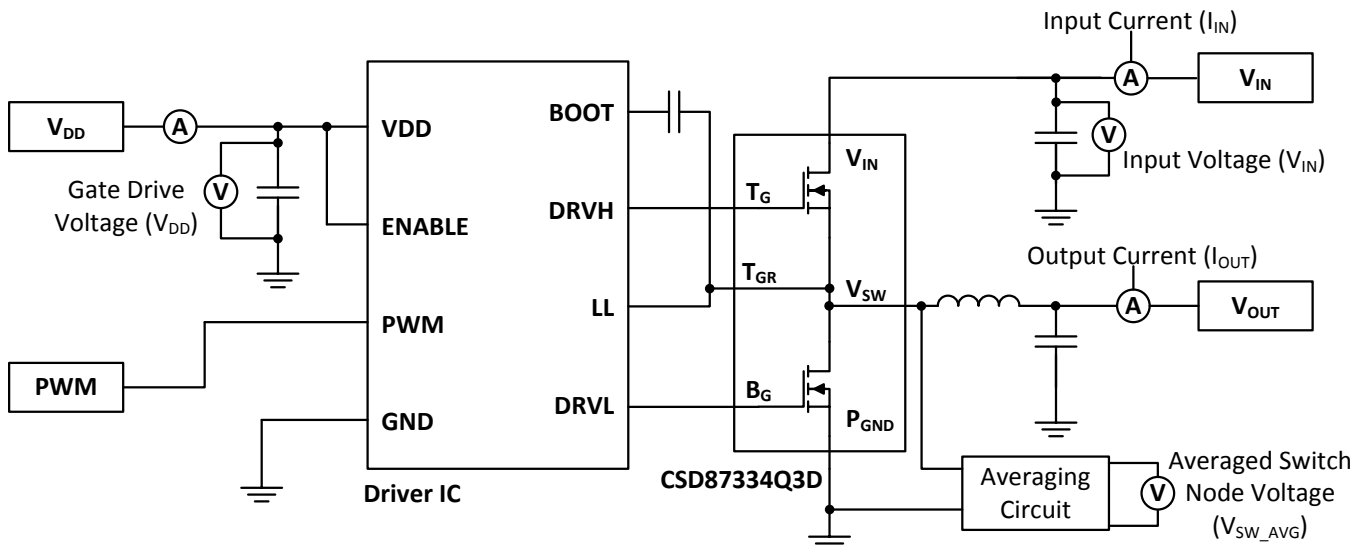 Input Current (I_IN)
A
V_IN
V_DD
A
VDD
BOOT
V
Input Voltage (V_IN)
V
Gate Drive
Voltage (V_DD)
ENABLE
DRVH
T_G
V_IN
Output Current (I_OUT)
T_GR
V_SW
LL
A
V_OUT
PWM
PWM
GND
DRVL
B_G
P_GND
Driver IC
CSD87334Q3D
Averaging
Circuit
V
Averaged Switch
Node Voltage
(V_SW_AVG)